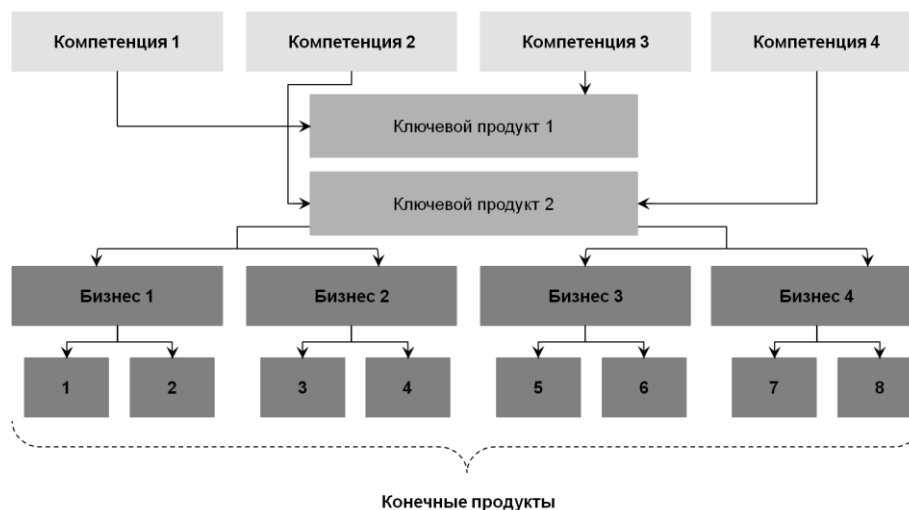 Компетенция 1
Компетенция 2
Компетенция 3
Компетенция 4
Ключевой продукт 1
Ключевой продукт 2
Бизнес 1
Бизнес 2
Бизнес 3
Бизнес 4
1
2
3
4
5
6
7
8
Конечные продукты